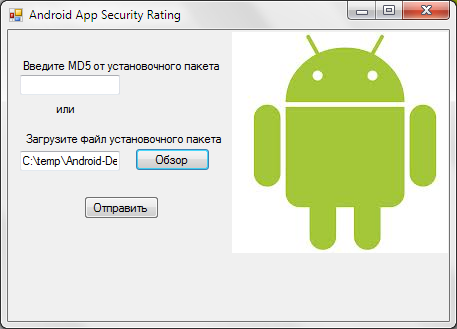 Android App Security Rating
Введите MD5 от установочного пакета
или
Загрузите файл установочного пакета
C:\temp\Android-De
Обзор
Отправить